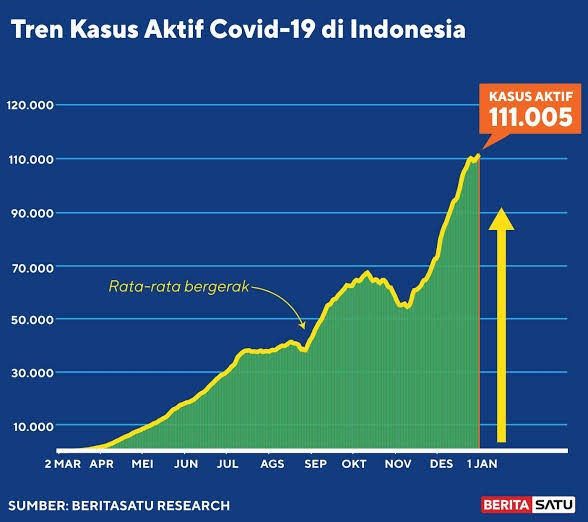 Tren Kasus Aktif Covid-19 di Indonesia
KASUS AKTIF
111.005
120.000
110.000
90.000
70.000
Rata-rata bergerak
50.000
30.000
10.000
2 MAR APR MEI JUN JUL AGS SEP OKT NOV DES 1 JAN
SUMBER: BERITASATU RESEARCH
BERITA SATU